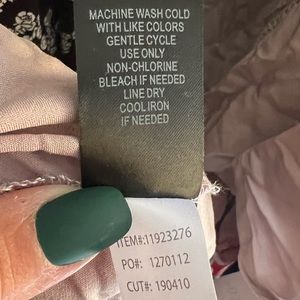 MACHINE WASH COLD
WITH LIKE COLORS
GENTLE CYCLE
USE ONLY
NON-CHLORINE
BLEACH IF NEEDED
LINE DRY
COOL IRON
IF NEEDED
ITEM#:11923276
PO#: 1270112
CUT#: 190410